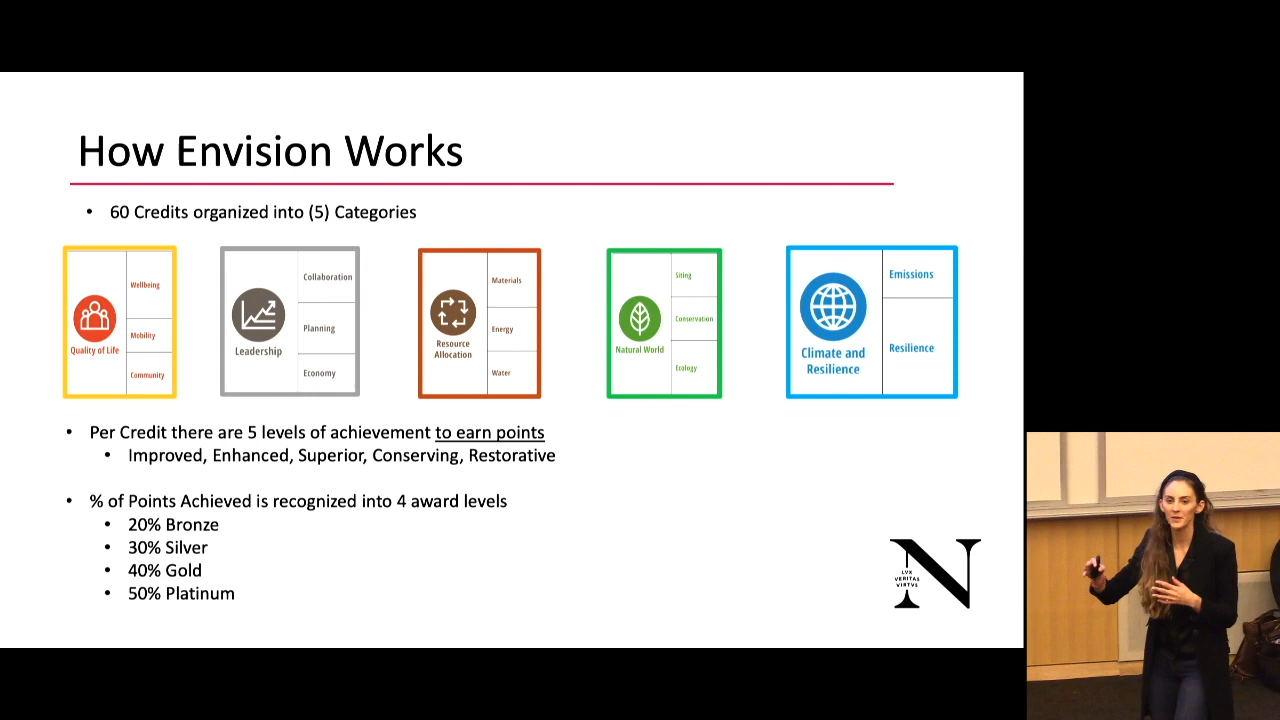 How Envision Works
• 60 Credits organized into (5) Categories
Quality of Life
Wellbeing
Mobility
Community
Leadership
Collaboration
Planning
Economy
Resource
Allocation
Materials
Energy
Water
Natural World
Siting
Conservation
Ecology
Climate and
Resilience
Emissions
Resilience
• Per Credit there are 5 levels of achievement to earn points
• Improved, Enhanced, Superior, Conserving, Restorative
• % of Points Achieved is recognized into 4 award levels
• 20% Bronze
• 30% Silver
• 40% Gold
• 50% Platinum
N
LVX
VERITAS
VIRTVS